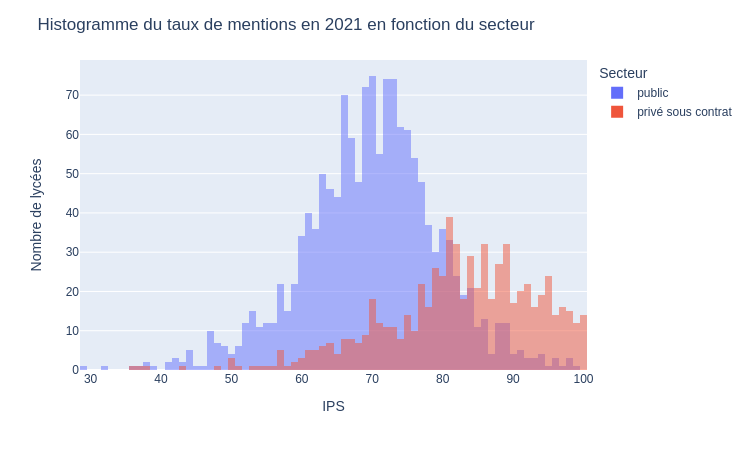 Histogramme du taux de mentions en 2021 en fonction du secteur
Secteur
public
privé sous contrat
Nombre de lycées
70
60
50
40
30
20
10
0
30 40 50 60 70 80 90 100
IPS